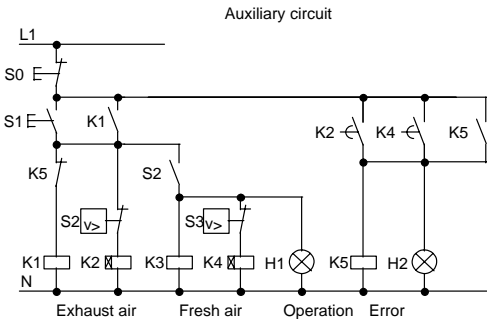 Auxiliary circuit
L1
S0
S1 K1 K2 K4 K5
K5 S2
S2 v> S3 v>
K1 K2 K3 K4 H1 K5 H2
N
Exhaust air Fresh air Operation Error